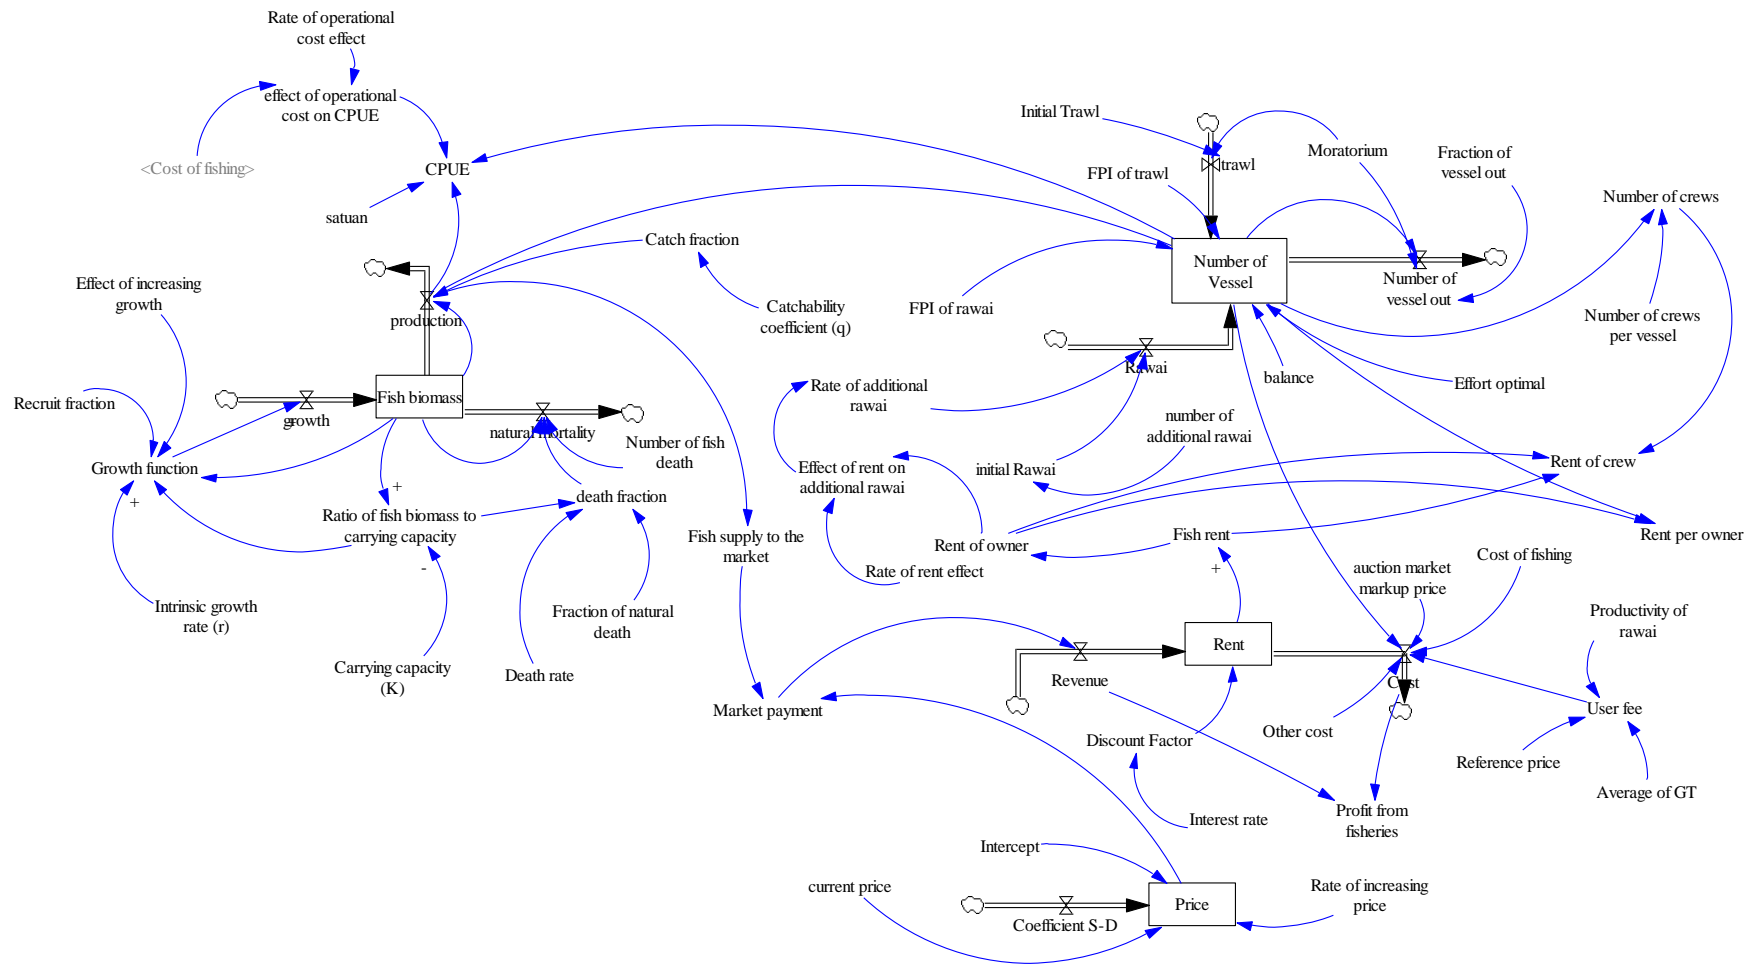 Rate of operational
cost effect
effect of operational
cost on CPUE
<Cost of fishing>
CPUE
satuan
Initial Trawl
trawl
Moratorium
FPI of trawl
Fraction of
vessel out
Number of crews
Catch fraction
Number of
Vessel
Number of
vessel out
Effect of increasing
growth
production
Catchability
coefficient (q)
FPI of rawai
Number of crews
per vessel
Rawai
balance
Effort optimal
Recruit fraction
growth
Fish biomass
natural mortality
Rate of additional
rawai
number of
additional rawai
Number of fish
death
Growth function
+
+
Effect of rent on
additional rawai
initial Rawai
Rent of crew
death fraction
Ratio of fish biomass to
carrying capacity
-
Fish supply to the
market
Rent of owner
Fish rent
+
Rent per owner
Rate of rent effect
Cost of fishing
auction market
markup price
Intrinsic growth
rate (r)
Fraction of natural
death
Productivity of
rawai
Carrying capacity
(K)
Death rate
Rent
Revenue
Cost
Market payment
Other cost
User fee
Discount Factor
Reference price
Average of GT
Interest rate
Profit from
fisheries
Intercept
current price
Rate of increasing
price
Price
Coefficient S-D